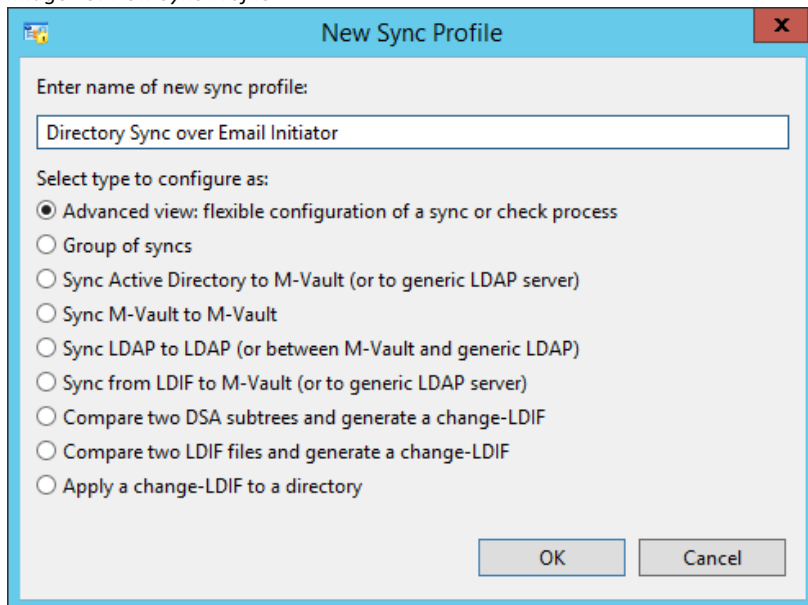 New Sync Profile
X
Enter name of new sync profile:
Directory Sync over Email Initiator
Select type to configure as:
Advanced view: flexible configuration of a sync or check process
Group of syncs
Sync Active Directory to M-Vault (or to generic LDAP server)
Sync M-Vault to M-Vault
Sync LDAP to LDAP (or between M-Vault and generic LDAP)
Sync from LDIF to M-Vault (or to generic LDAP server)
Compare two DSA subtrees and generate a change-LDIF
Compare two LDIF files and generate a change-LDIF
Apply a change-LDIF to a directory
OK Cancel